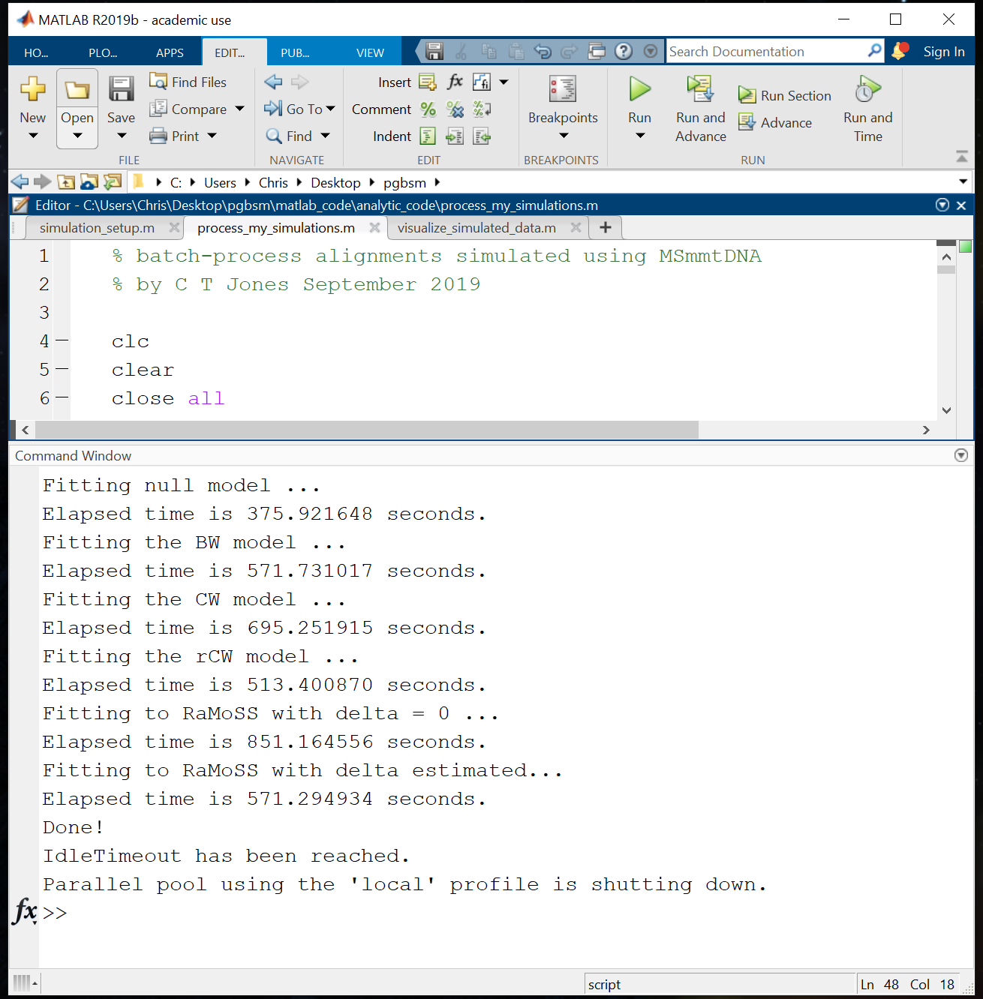 MATLAB R2019b - academic use
HO... PLO... APPS EDIT... PUB... VIEW Search Documentation Sign In
Find Files Insert fx
New Open Save Compare Go To Comment Breakpoints Run Run and Advance Run Section Run and Time
Print Find Indent Advance
FILE NAVIGATE EDIT BREAKPOINTS RUN
C: Users Chris Desktop pgbsm
Editor - C:\Users\Chris\Desktop\pgbsm\matlab_code\analytic_code\process_my_simulations.m
simulation_setup.m process_my_simulations.m visualize_simulated_data.m +
1 % batch-process alignments simulated using MSmmtDNA
2 % by C T Jones September 2019
3
4 — clc
5 — clear
6 — close all
Command Window
Fitting null model ...
Elapsed time is 375.921648 seconds.
Fitting the BW model ...
Elapsed time is 571.731017 seconds.
Fitting the CW model ...
Elapsed time is 695.251915 seconds.
Fitting the rCW model ...
Elapsed time is 513.400870 seconds.
Fitting to RaMoSS with delta = 0 ...
Elapsed time is 851.164556 seconds.
Fitting to RaMoSS with delta estimated...
Elapsed time is 571.294934 seconds.
Done!
IdleTimeout has been reached.
Parallel pool using the 'local' profile is shutting down.
fx >>
script Ln 48 Col 18